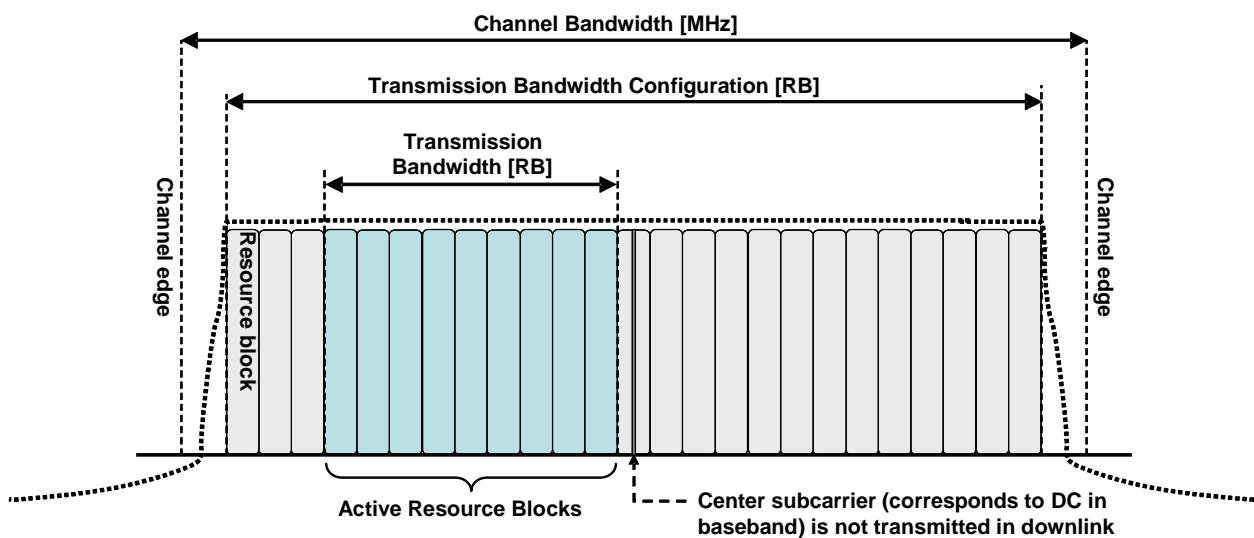 Channel Bandwidth [MHz]
Transmission Bandwidth Configuration [RB]
Transmission
Bandwidth [RB]
Channel edge
Resource block
Channel edge
Active Resource Blocks
Center subcarrier (corresponds to DC in
baseband) is not transmitted in downlink